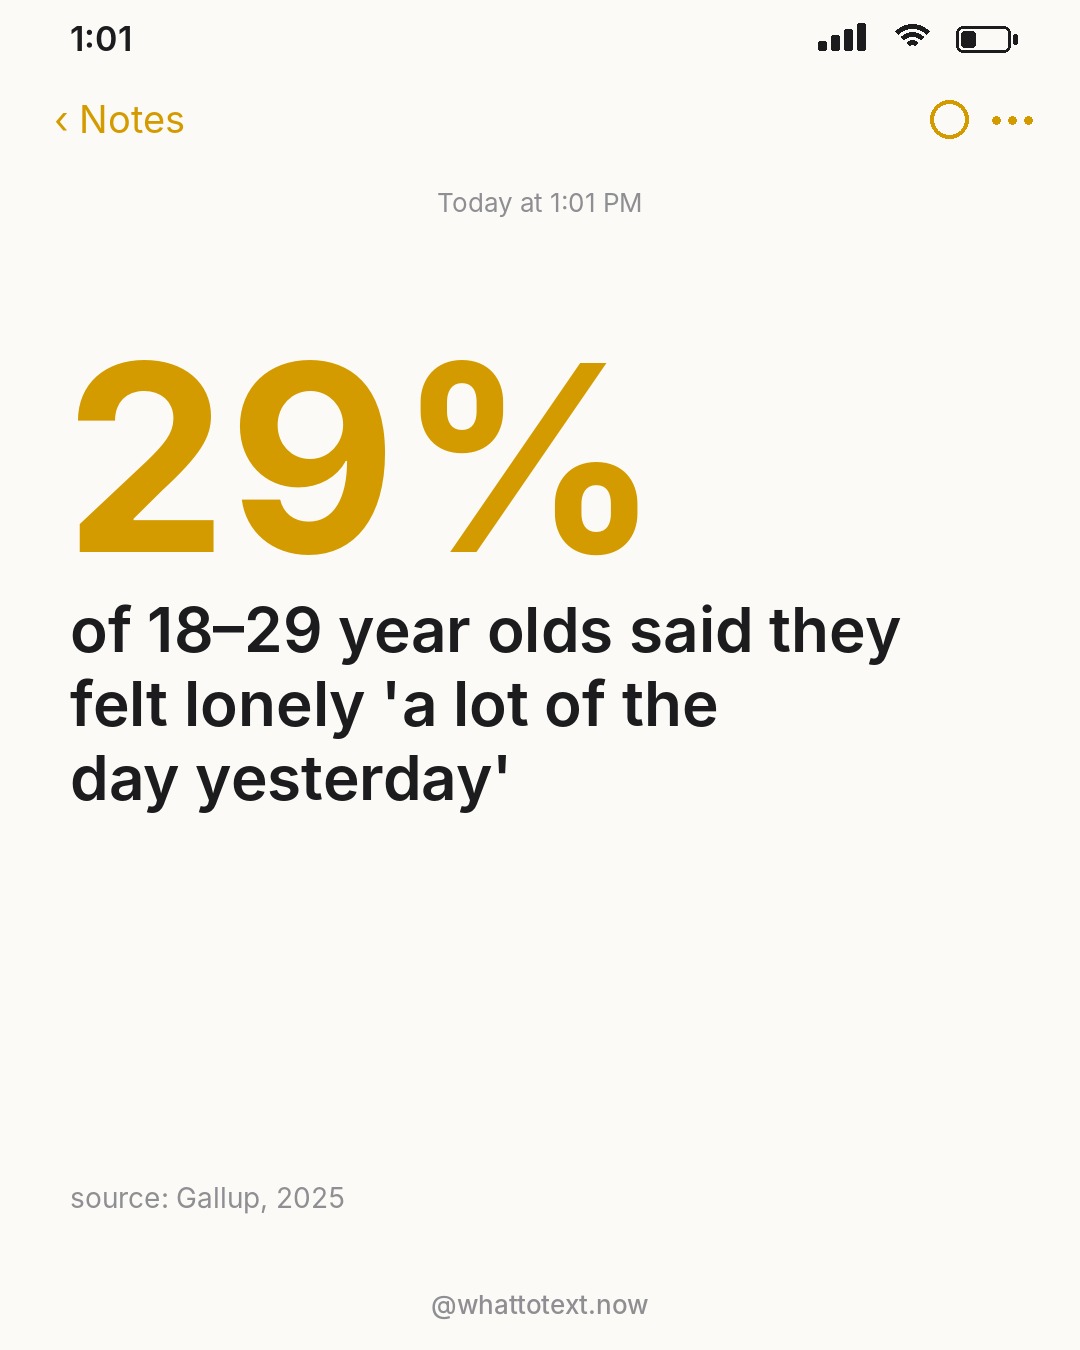 1:01
‹ Notes
Today at 1:01 PM
29%
of 18–29 year olds said they
felt lonely 'a lot of the
day yesterday'
source: Gallup, 2025
@whattotext.now